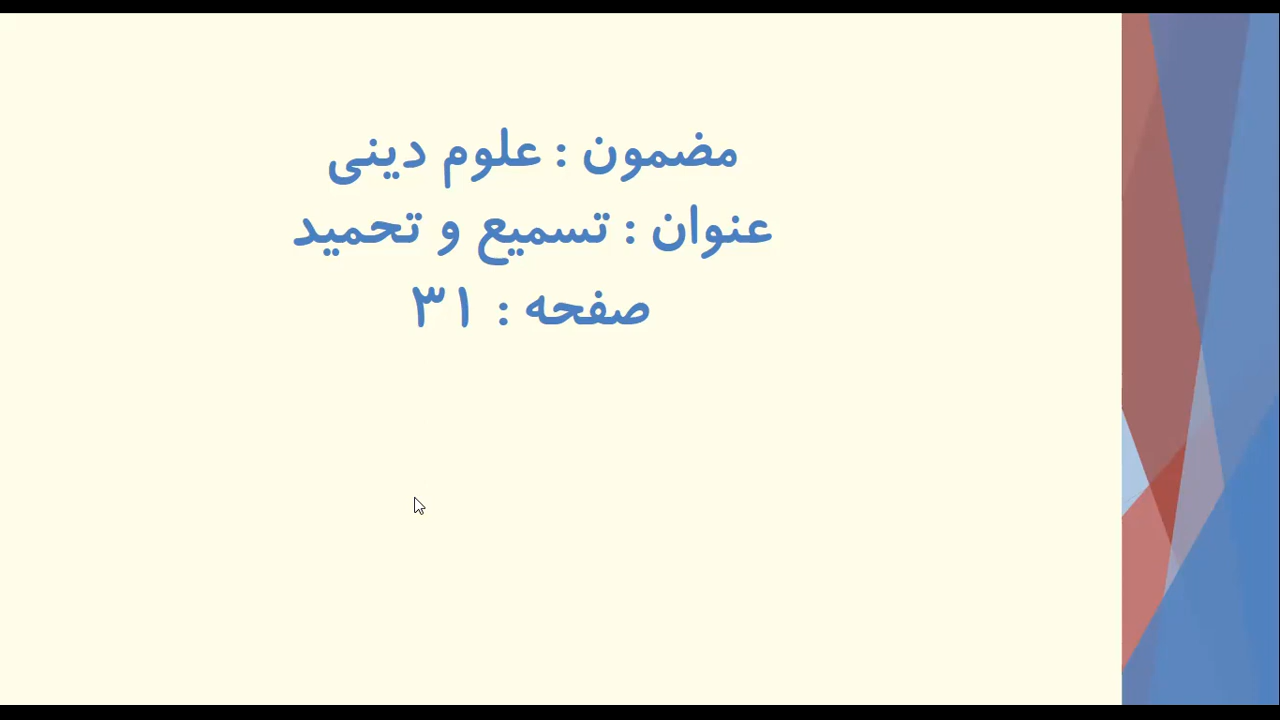 مضمون : علوم دینی
عنوان : تسمیع و تحمید
صفحه : ۳۱